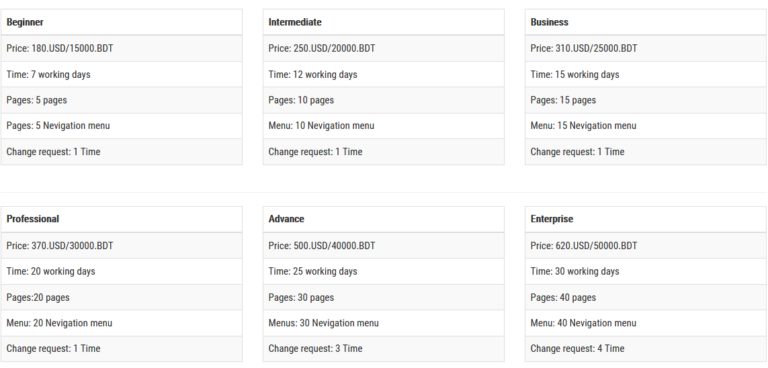 Beginner
Price: 180.USD/15000.BDT
Time: 7 working days
Pages: 5 pages
Pages: 5 Nevigation menu
Change request: 1 Time
Intermediate
Price: 250.USD/20000.BDT
Time: 12 working days
Pages: 10 pages
Menu: 10 Nevigation menu
Change request: 1 Time
Business
Price: 310.USD/25000.BDT
Time: 15 working days
Pages: 15 pages
Menu: 15 Nevigation menu
Change request: 1 Time
Professional
Price: 370.USD/30000.BDT
Time: 20 working days
Pages:20 pages
Menu: 20 Nevigation menu
Change request: 1 Time
Advance
Price: 500.USD/40000.BDT
Time: 25 working days
Pages: 30 pages
Menus: 30 Nevigation menu
Change request: 3 Time
Enterprise
Price: 620.USD/50000.BDT
Time: 30 working days
Pages: 40 pages
Menu: 40 Nevigation menu
Change request: 4 Time